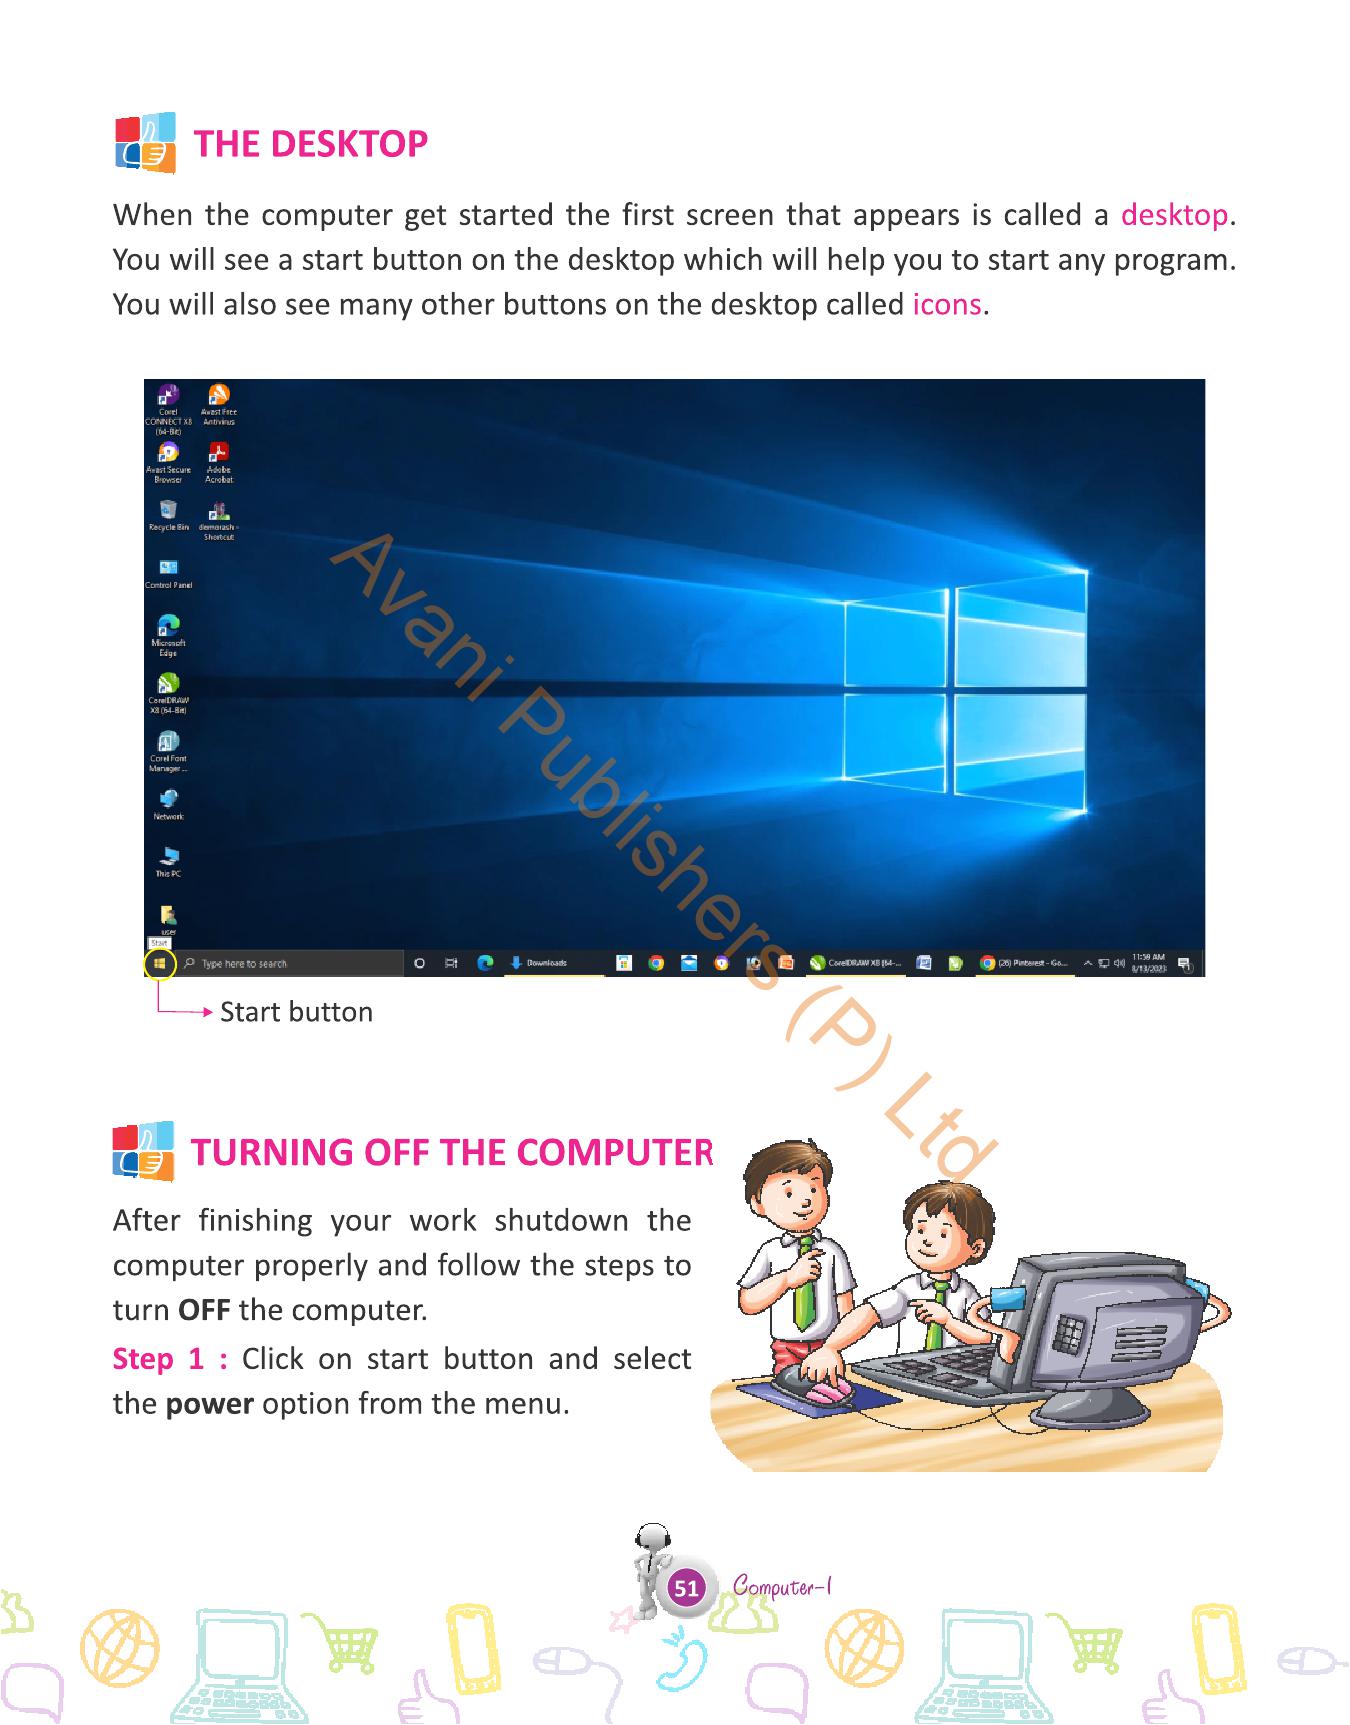 THE DESKTOP
When the computer get started the first screen that appears is called a desktop.
You will see a start button on the desktop which will help you to start any program.
You will also see many other buttons on the desktop called icons.
Corel
CONNECT X8
(64-Bit)
Avast Free
Antivirus
Avast Secure
Browser
Adobe
Acrobat
Recycle Bin
Shortcut
Control Panel
Microsoft
Edge
CorelDRAW
X8 (64-Bit)
Corel Font
Manager ...
Network
This PC
user
Start
Type here to search
Downloads
CorelDRAW X8 (64-...
(26) Pinterest - Go...
11:59 AM
8/13/2023
Start button
Avani Publishers (P) Ltd
TURNING OFF THE COMPUTER
After finishing your work shutdown the
computer properly and follow the steps to
turn OFF the computer.
Step 1 : Click on start button and select
the power option from the menu.
51
Computer-1